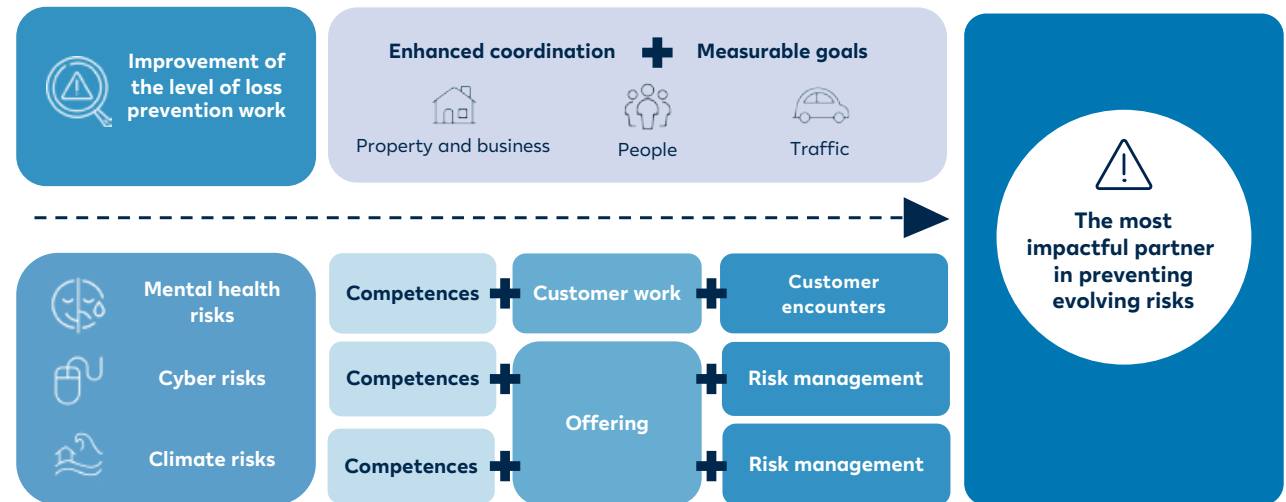 Improvement of
the level of loss
prevention work
Enhanced coordination + Measurable goals
Property and business
People
Traffic
Mental health
risks
Cyber risks
Climate risks
Competences + Customer work + Customer
encounters
Competences + Offering + Risk management
Competences + + Risk management
The most
impactful partner
in preventing
evolving risks